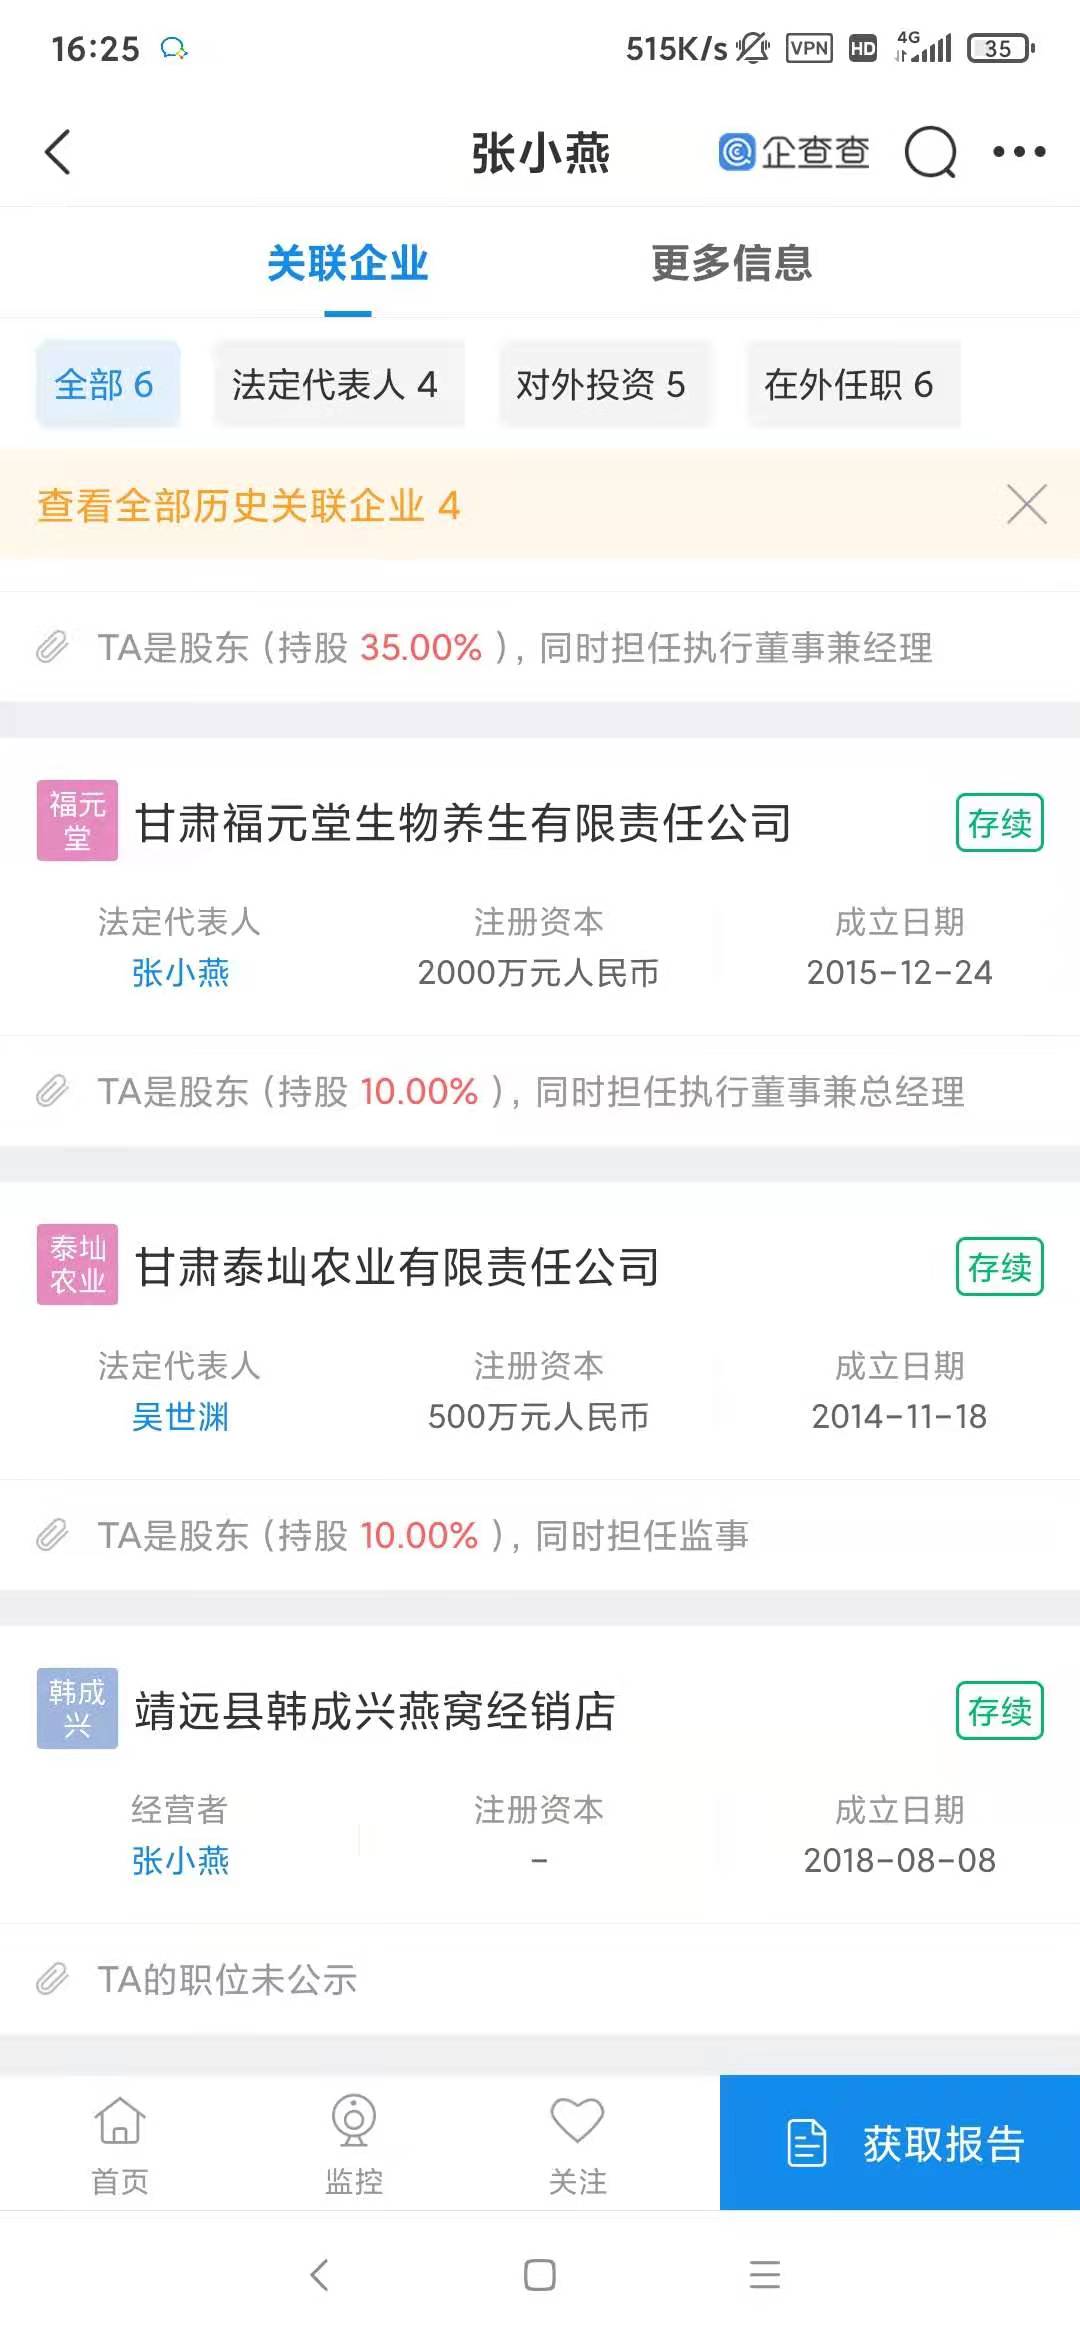 16:25
515K/s VPN HD 4G 35
张小燕 企查查
关联企业 更多信息
全部 6 法定代表人 4 对外投资 5 在外任职 6
查看全部历史关联企业 4
TA是股东（持股 35.00% ），同时担任执行董事兼经理
福元
堂
甘肃福元堂生物养生有限责任公司 存续
法定代表人 注册资本 成立日期
张小燕 2000万元人民币 2015-12-24
TA是股东（持股 10.00% ），同时担任执行董事兼总经理
泰灿
农业
甘肃泰灿农业有限责任公司 存续
法定代表人 注册资本 成立日期
吴世渊 500万元人民币 2014-11-18
TA是股东（持股 10.00% ），同时担任监事
韩成
兴
靖远县韩成兴燕窝经销店 存续
经营者 注册资本 成立日期
张小燕 - 2018-08-08
TA的职位未公示
首页 监控 关注 获取报告